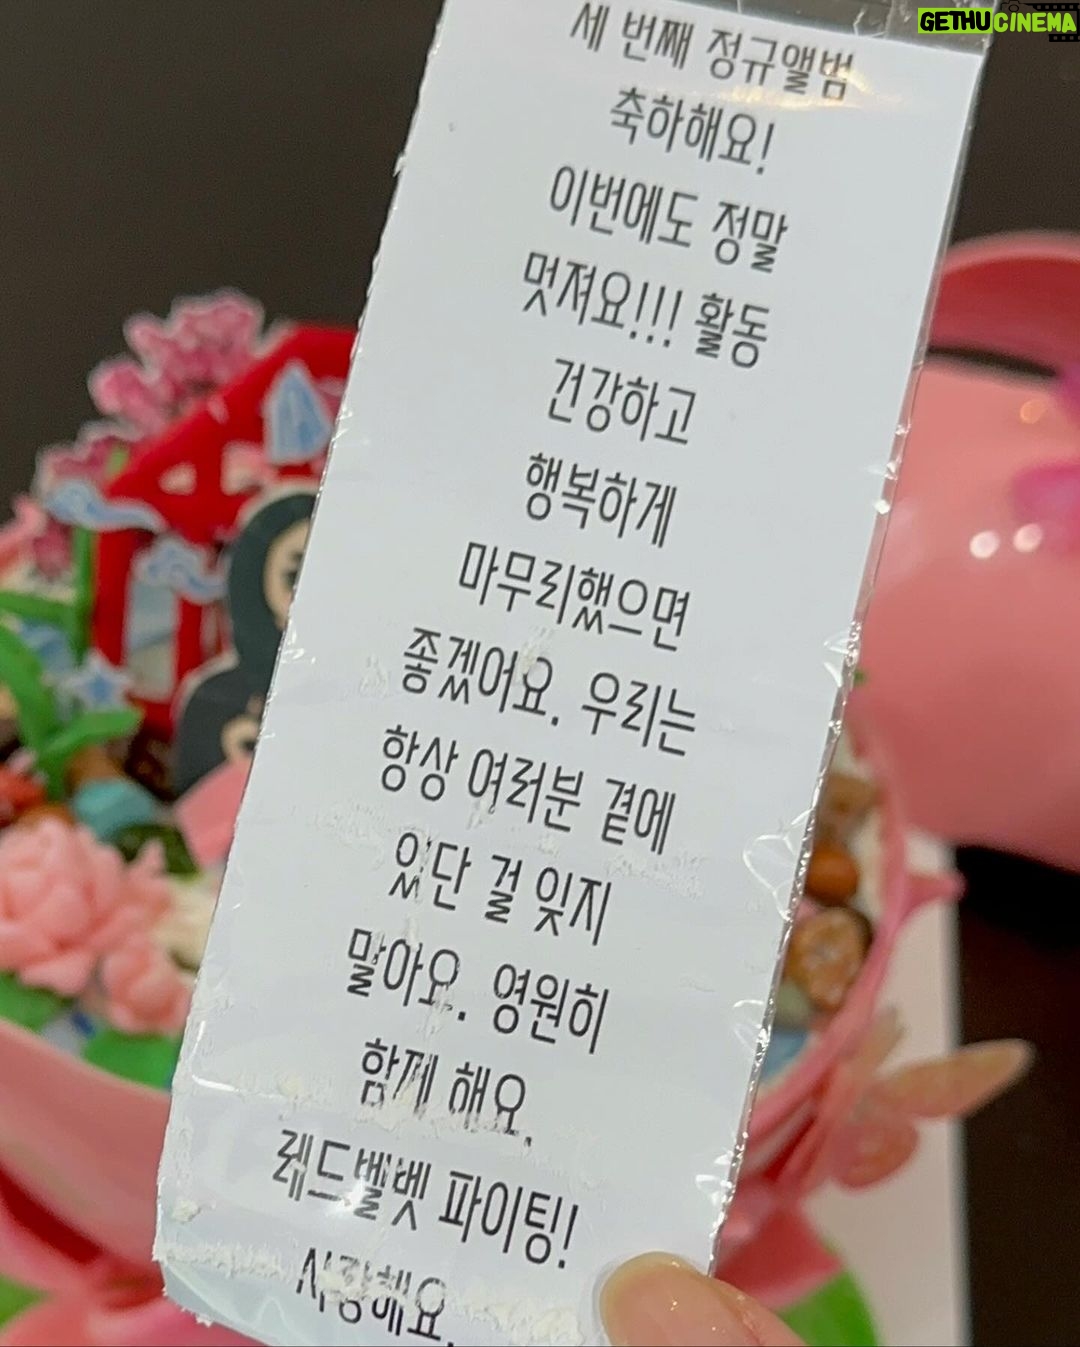 GETHUCINEMA
세 번째 정규앨범
축하해요!
이번에도 정말
멋져요!!! 활동
건강하고
행복하게
마무리했으면
좋겠어요. 우리는
항상 여러분 곁에
있단 걸 잊지
말아요. 영원히
함께 해요.
레드벨벳 파이팅!
사랑해요.